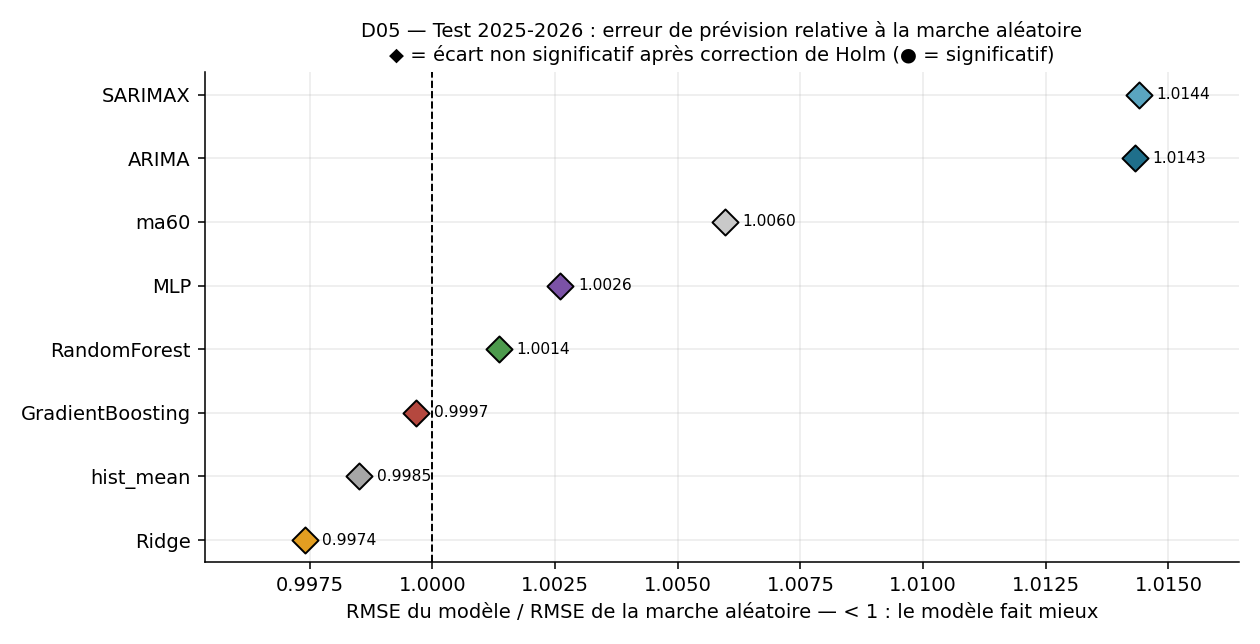 D05 — Test 2025-2026 : erreur de prévision relative à la marche aléatoire
◆ = écart non significatif après correction de Holm (● = significatif)
SARIMAX
1.0144
ARIMA
1.0143
ma60
1.0060
MLP
1.0026
RandomForest
1.0014
GradientBoosting
0.9997
hist_mean
0.9985
Ridge
0.9974
0.9975 1.0000 1.0025 1.0050 1.0075 1.0100 1.0125 1.0150
RMSE du modèle / RMSE de la marche aléatoire — < 1 : le modèle fait mieux